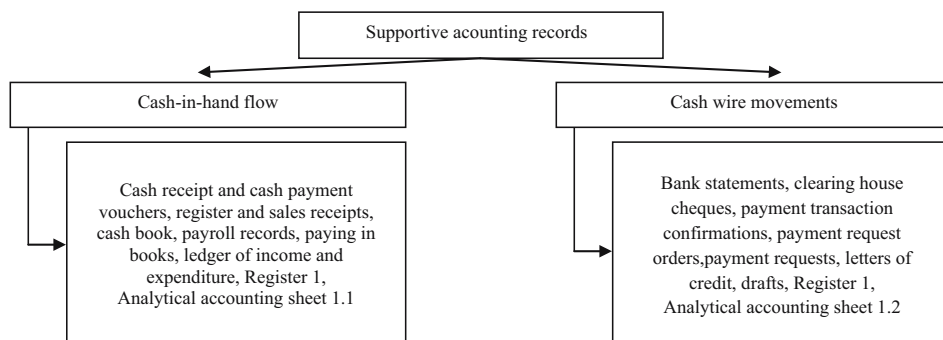 Supportive acounting records
Cash-in-hand flow
Cash wire movements
Cash receipt and cash payment
vouchers, register and sales receipts,
cash book, payroll records, paying in
books, ledger of income and
expenditure, Register 1,
Analytical accounting sheet 1.1
Bank statements, clearing house
cheques, payment transaction
confirmations, payment request
orders,payment requests, letters of
credit, drafts, Register 1,
Analytical accounting sheet 1.2